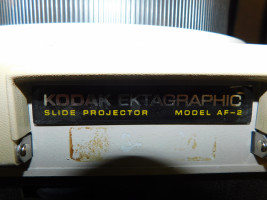 KODAK EKTAGRAPHIC
SLIDE PROJECTOR MODEL AF-2